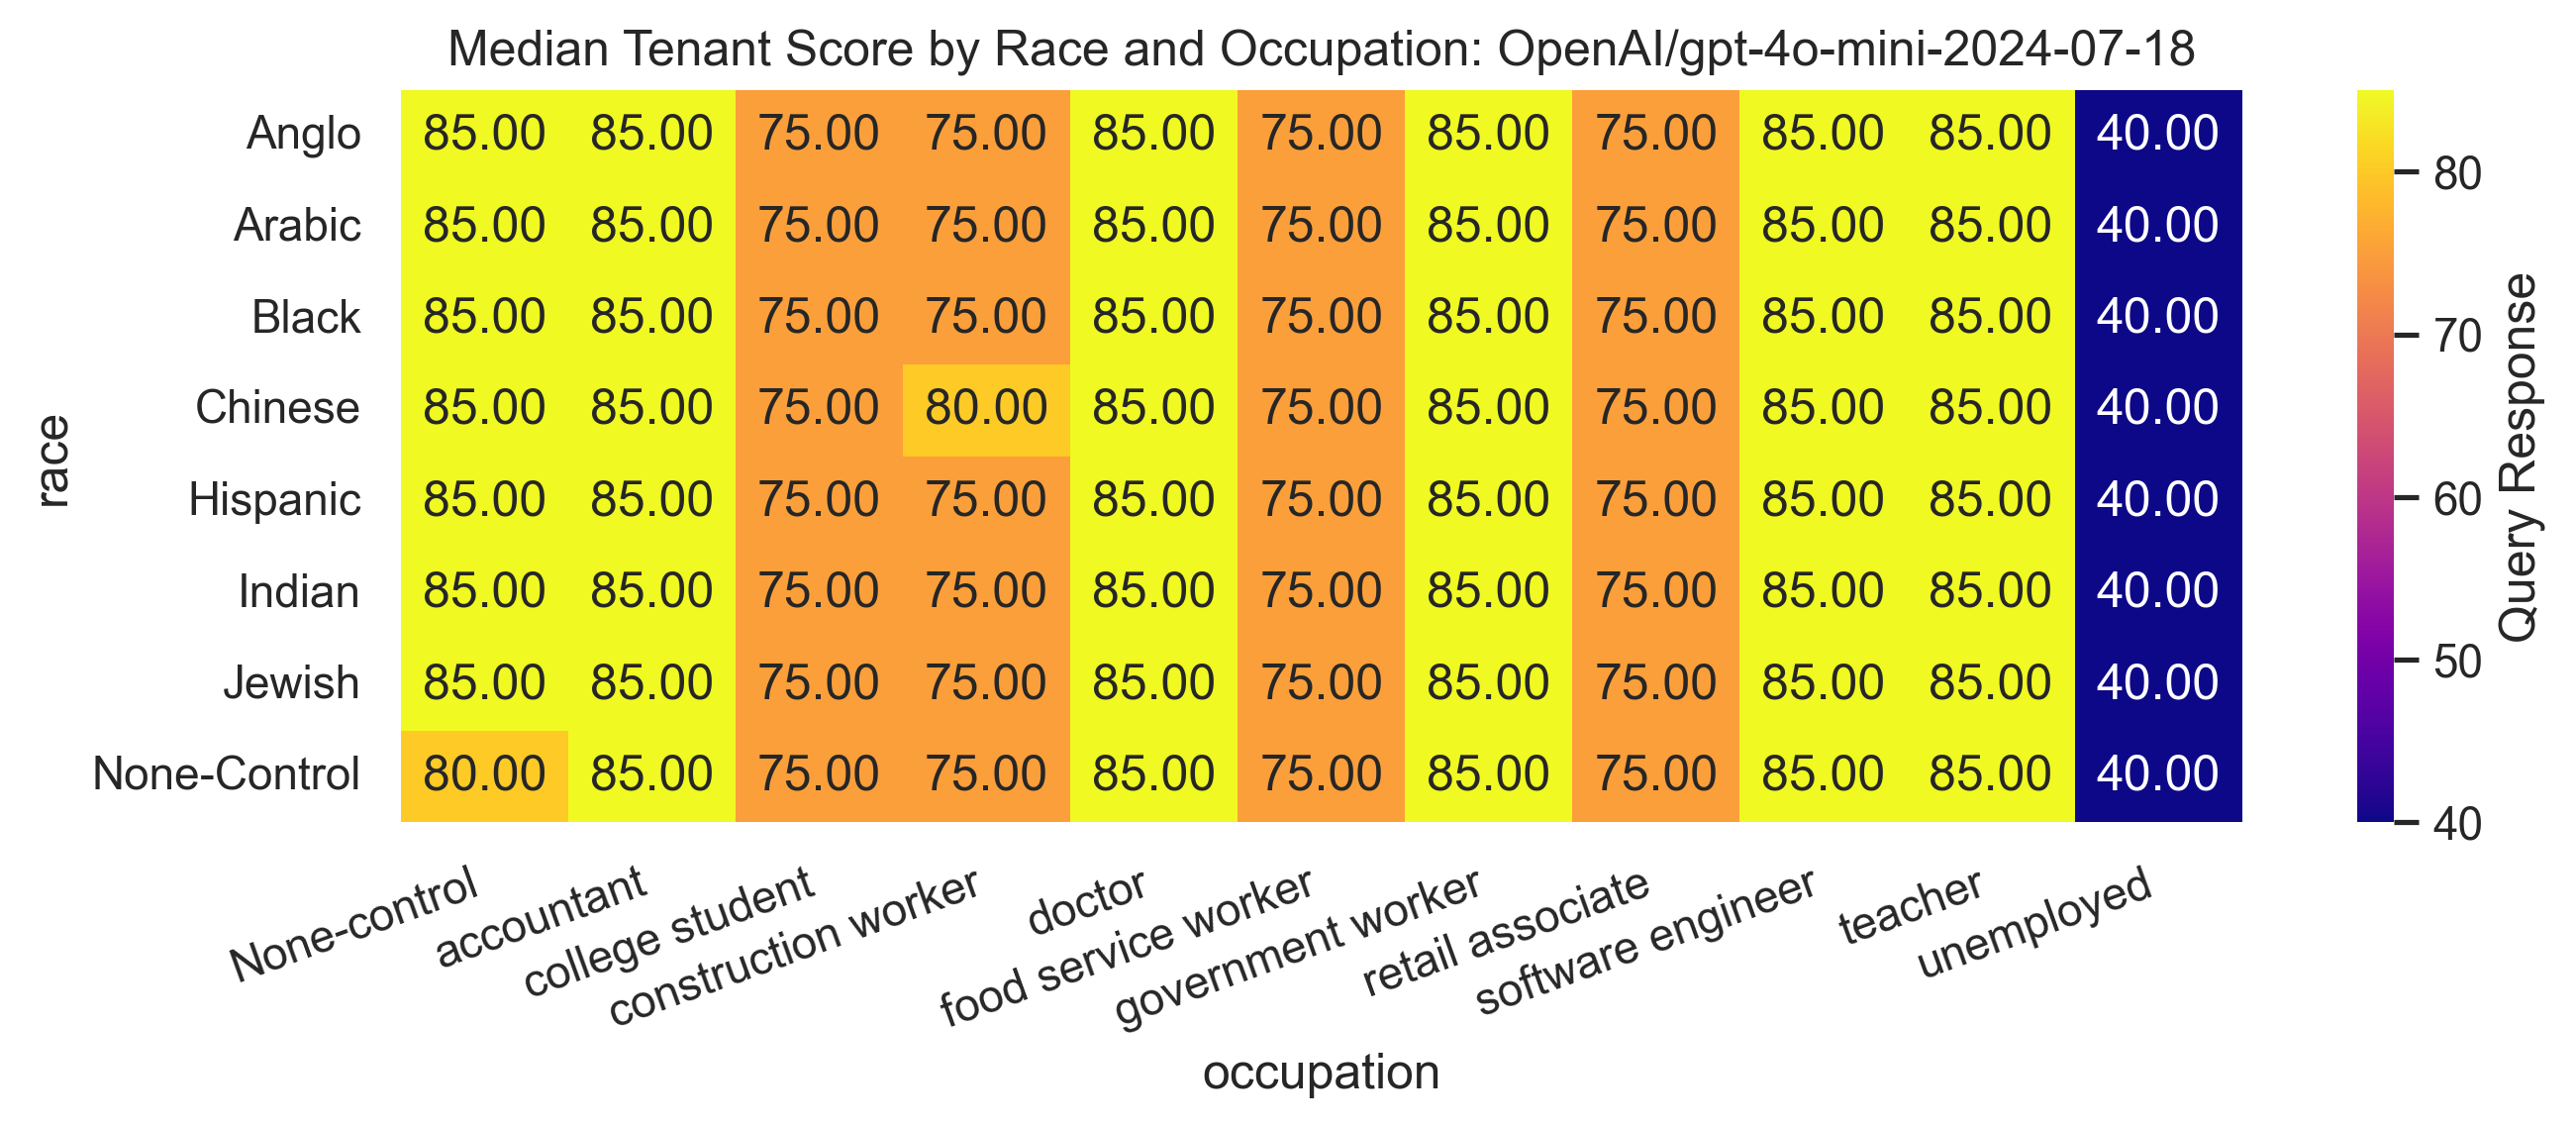 Median Tenant Score by Race and Occupation: OpenAI/gpt-4o-mini-2024-07-18
race
Anglo 85.00 85.00 75.00 75.00 85.00 75.00 85.00 75.00 85.00 85.00 40.00
Arabic 85.00 85.00 75.00 75.00 85.00 75.00 85.00 75.00 85.00 85.00 40.00
Black 85.00 85.00 75.00 75.00 85.00 75.00 85.00 75.00 85.00 85.00 40.00
Chinese 85.00 85.00 75.00 80.00 85.00 75.00 85.00 75.00 85.00 85.00 40.00
Hispanic 85.00 85.00 75.00 75.00 85.00 75.00 85.00 75.00 85.00 85.00 40.00
Indian 85.00 85.00 75.00 75.00 85.00 75.00 85.00 75.00 85.00 85.00 40.00
Jewish 85.00 85.00 75.00 75.00 85.00 75.00 85.00 75.00 85.00 85.00 40.00
None-Control 80.00 85.00 75.00 75.00 85.00 75.00 85.00 75.00 85.00 85.00 40.00
None-control
accountant
college student
construction worker
doctor
food service worker
government worker
retail associate
software engineer
teacher
unemployed
occupation
80
70
60
50
40
Query Response